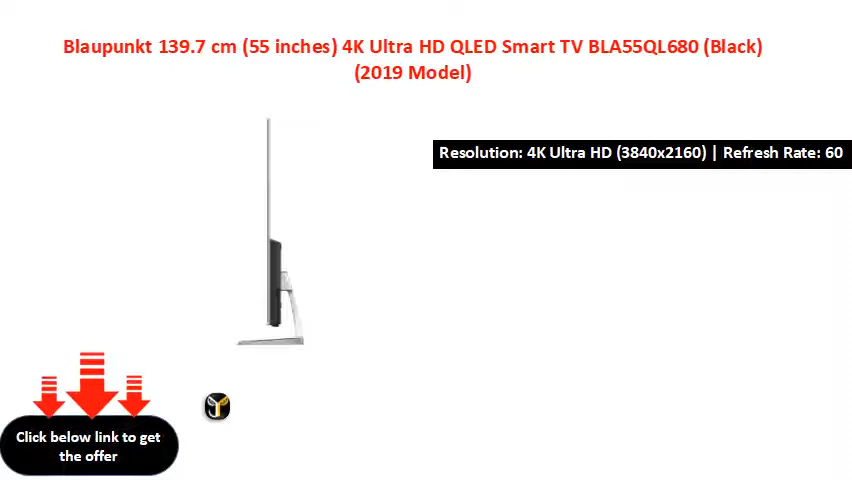 Blaupunkt 139.7 cm (55 inches) 4K Ultra HD QLED Smart TV BLA55QL680 (Black)
(2019 Model)
Resolution: 4K Ultra HD (3840x2160) | Refresh Rate: 60
Click below link to get
the offer